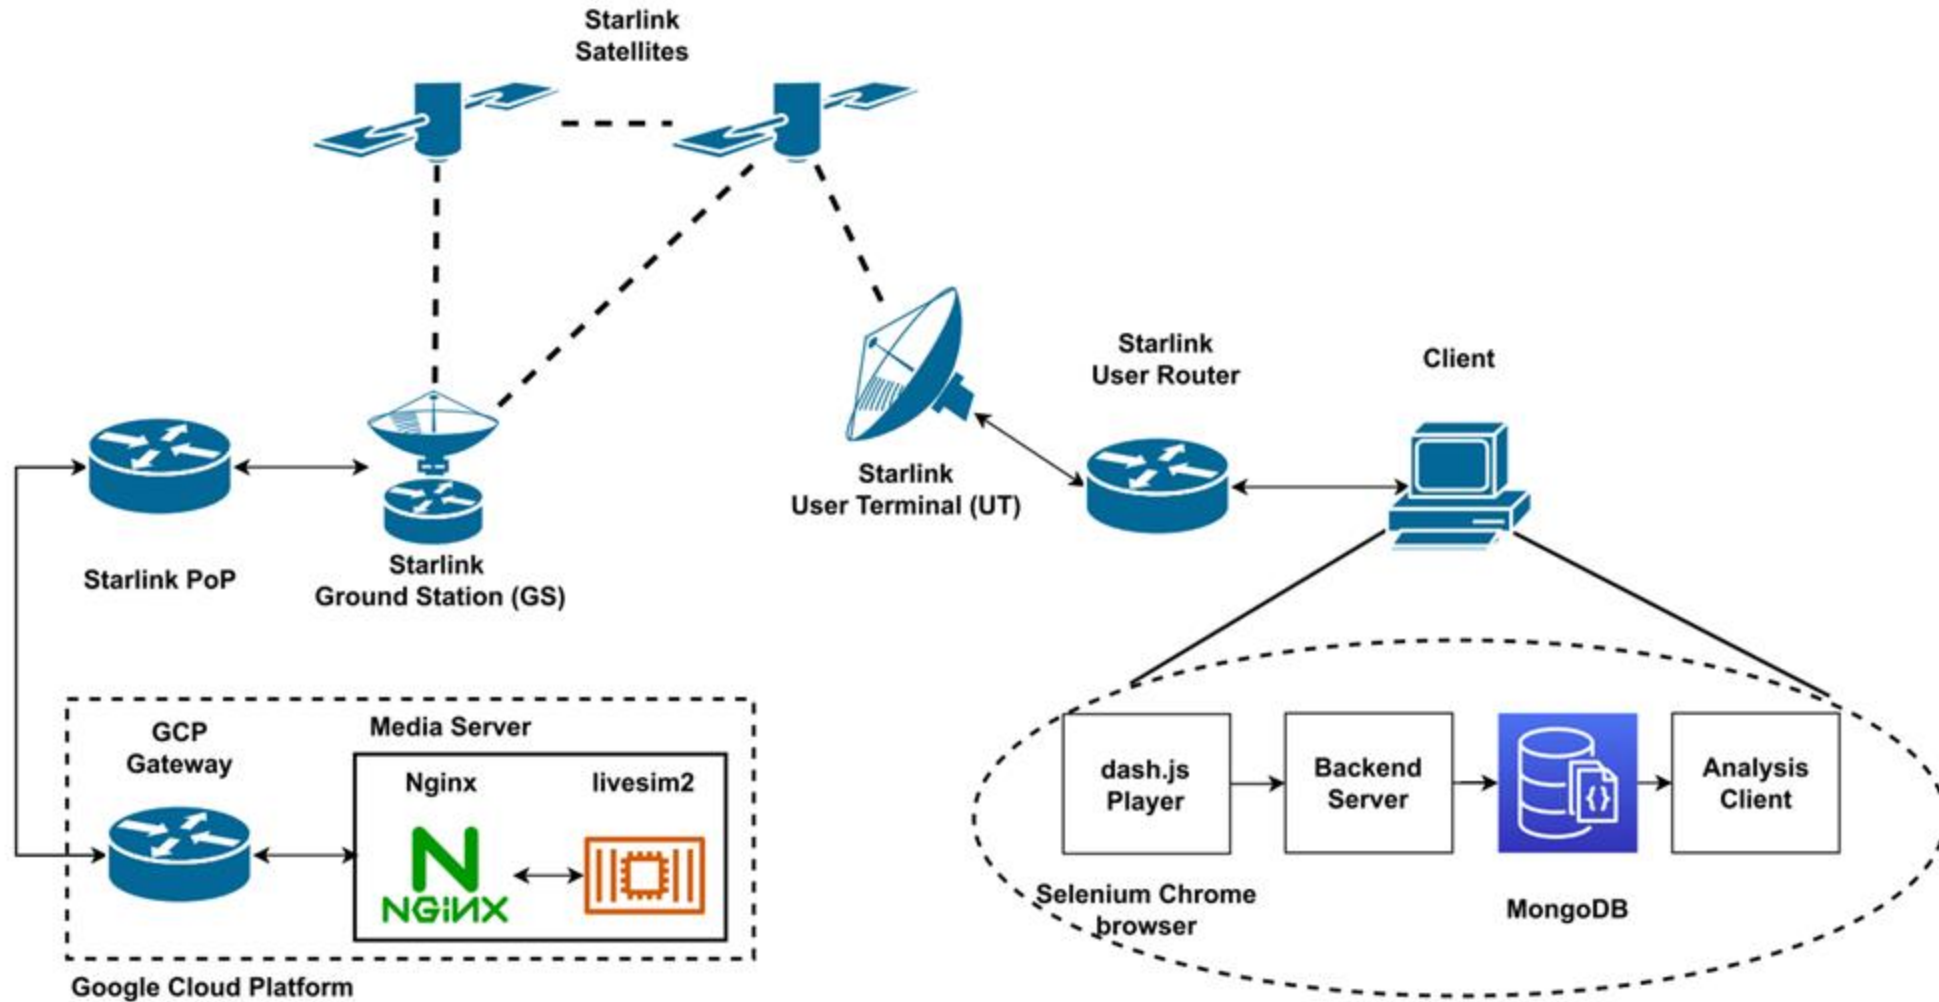 Starlink
Satellites
Starlink
User Router
Client
Starlink
User Terminal (UT)
Starlink PoP
Starlink
Ground Station (GS)
GCP
Gateway
Media Server
Nginx
livesim2
NGiNX
Google Cloud Platform
dash.js
Player
Backend
Server
{}
Analysis
Client
Selenium Chrome
browser
MongoDB